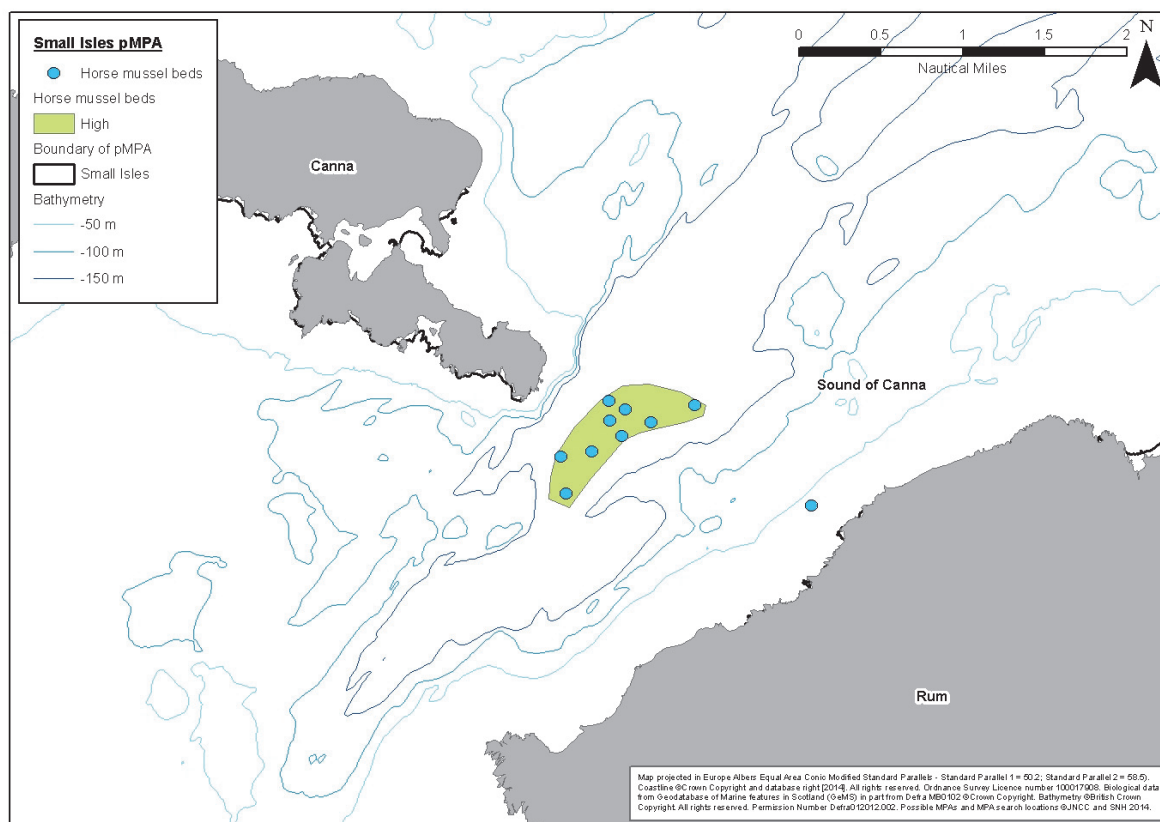 Small Isles pMPA
Horse mussel beds
Horse mussel beds
High
Boundary of pMPA
Small Isles
Bathymetry
-50 m
-100 m
-150 m
0 0.5 1 1.5 2
Nautical Miles
N
Canna
Sound of Canna
Rum
Map projected in Europe Albers Equal Area Conic Modified Standard Parallels - Standard Parallel 1 = 50.2; Standard Parallel 2 = 58.5).
Coastline ©Crown Copyright and database right [2014]. All rights reserved. Ordnance Survey Licence number 100017908. Biological data
from Geodatabase of Marine features in Scotland (GeMS) in part from Defra MB0102 ©Crown Copyright. Bathymetry ©British Crown
Copyright. All rights reserved. Permission Number Defra012012.002. Possible MPAs and MPA search locations ©JNCC and SNH 2014.